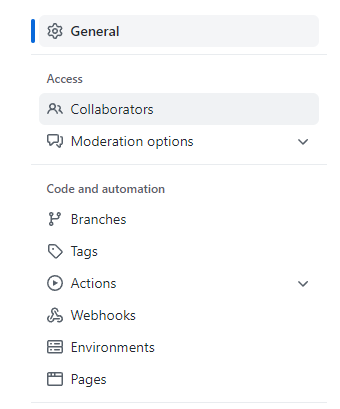 General
Access
Collaborators
Moderation options
Code and automation
Branches
Tags
Actions
Webhooks
Environments
Pages